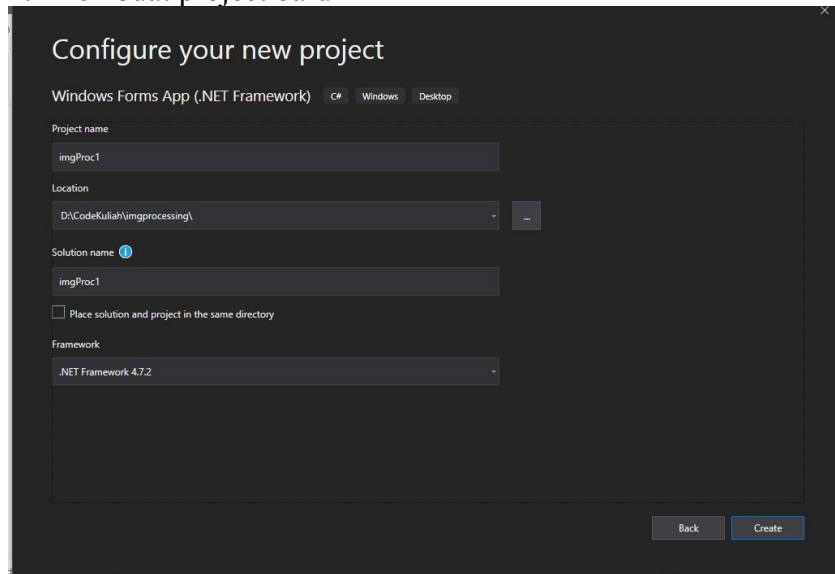 Configure your new project
Windows Forms App (.NET Framework) C# Windows Desktop
Project name
imgProc1
Location
D:\CodeKuliah\imgprocessing\
...
Solution name
imgProc1
Place solution and project in the same directory
Framework
.NET Framework 4.7.2
Back Create